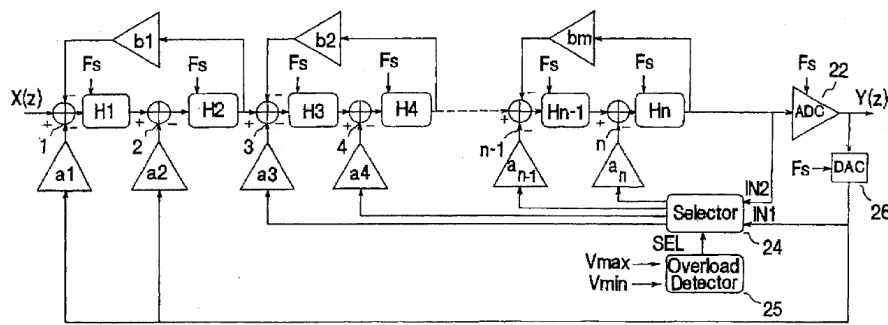 b1
b2
bm
Fs
Fs
Fs
Fs
Fs
Fs
Fs
22
X(z)
H1
H2
H3
H4
Hn-1
Hn
ADC
Y(z)
+
-
-
+
-
+
-
-
+
-
+
-
-
+
-
1
2
3
4
n-1
n
a1
a2
a3
a4
an-1
an
Fs
DAC
26
IN2
Selector
IN1
24
SEL
Vmax
Vmin
Overload
Detector
25